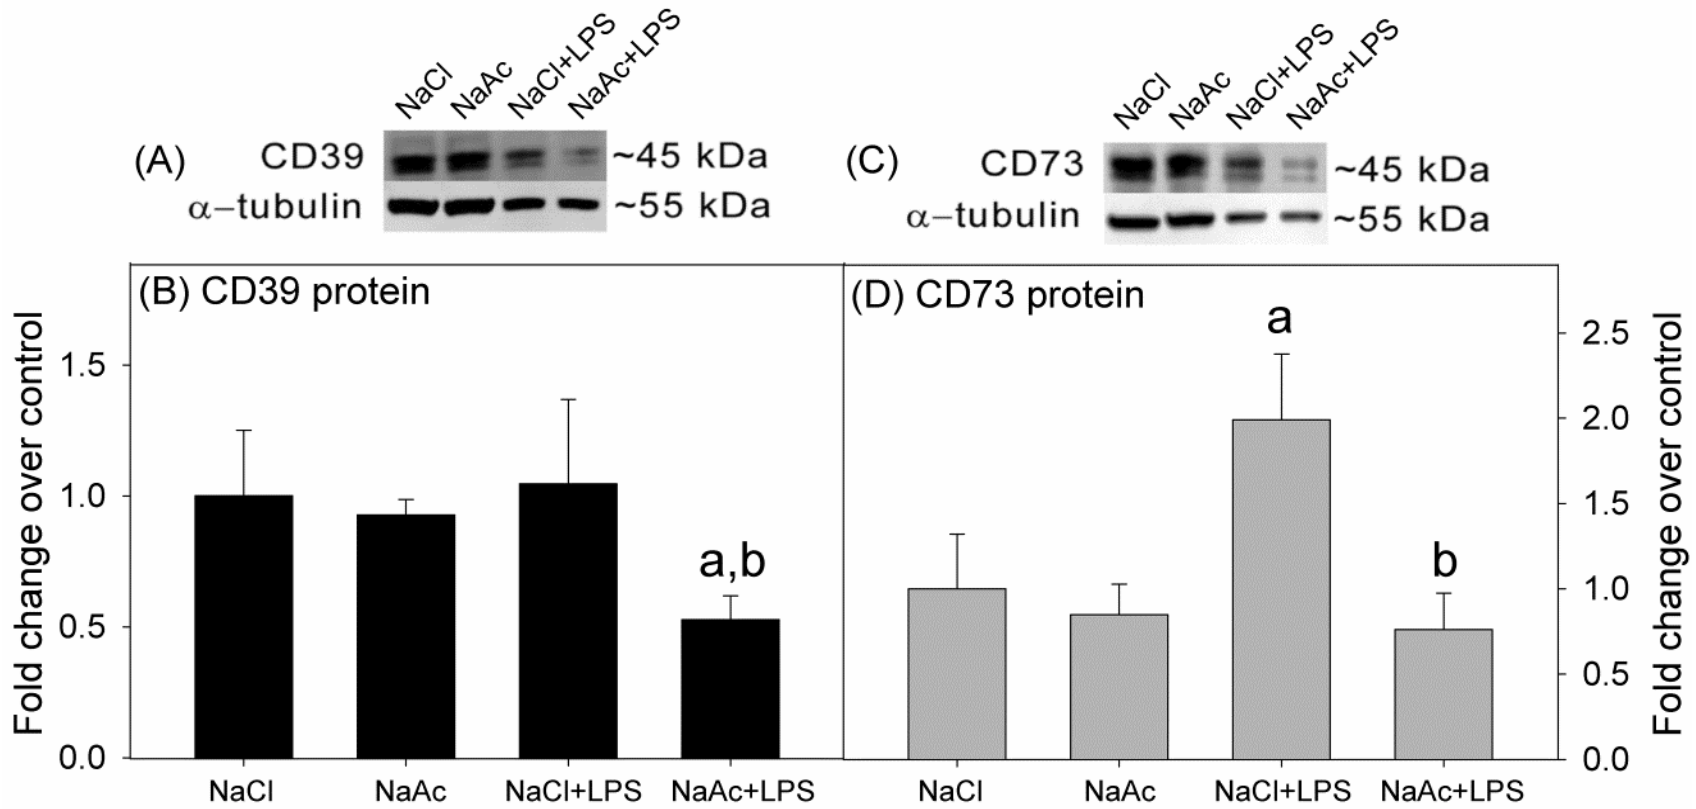 NaCl NaAc NaCl+LPS NaAc+LPS
(A) CD39 ~45 kDa
α−tubulin ~55 kDa
NaCl NaAc NaCl+LPS NaAc+LPS
(C) CD73 ~45 kDa
α−tubulin ~55 kDa
(B) CD39 protein
Fold change over control
1.5
1.0
0.5
0.0
a,b
NaCl NaAc NaCl+LPS NaAc+LPS
(D) CD73 protein
a
b
2.5
2.0
1.5
1.0
0.5
0.0
Fold change over control
NaCl NaAc NaCl+LPS NaAc+LPS